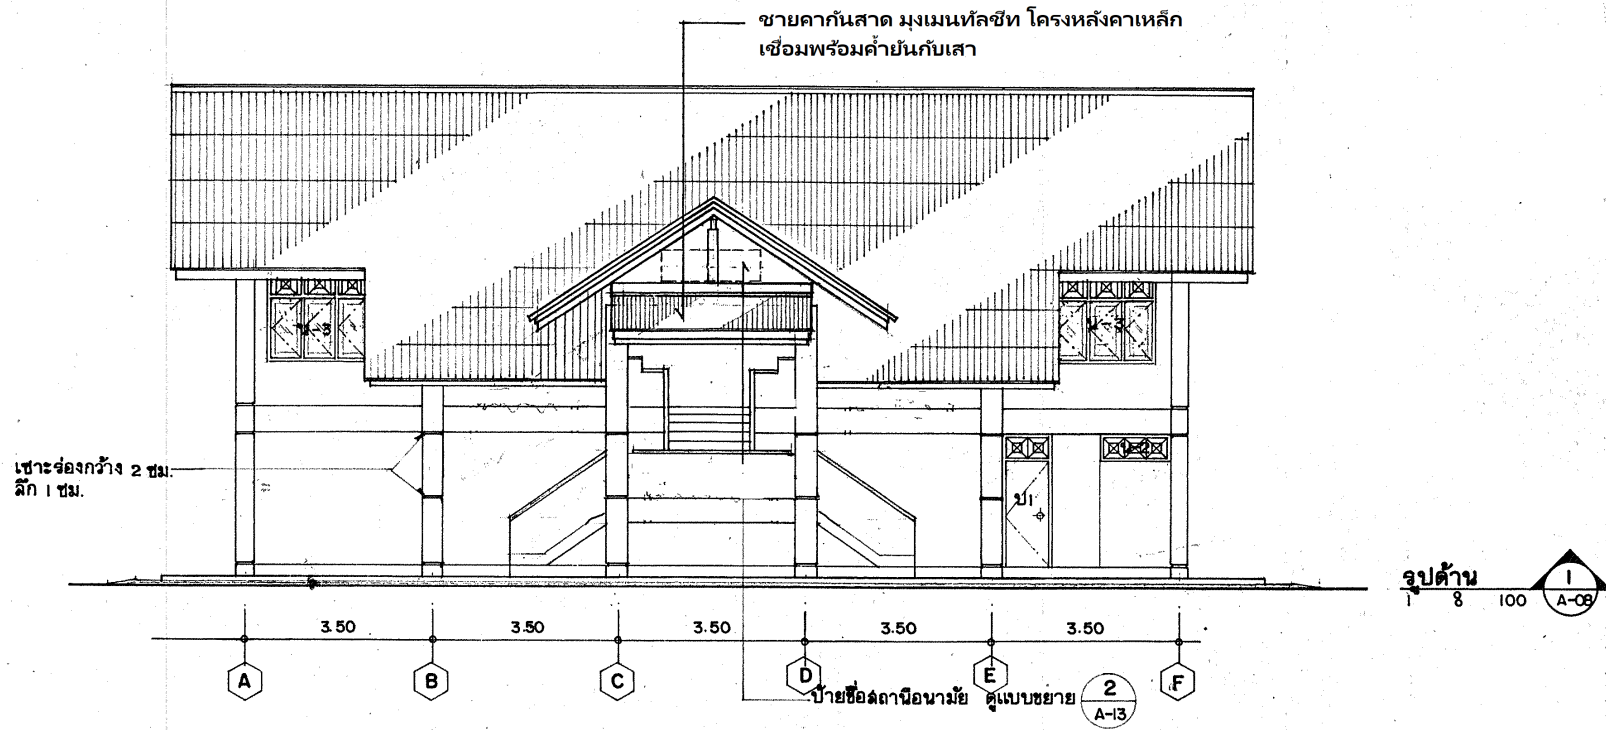 ชายคากันสาด มุงเมนทัลชีท โครงหลังคาเหล็ก
เชื่อมพร้อมค้ำยันกับเสา
น-3
น-3
เซาะร่องกว้าง 2 ซม.
ลึก 1 ซม.
ป1
รูปด้าน
1 8 100
1
A-08
3.50 3.50 3.50 3.50 3.50
A B C D E F
ป้ายชื่อสถานีอนามัย ดูแบบขยาย
2
A-13